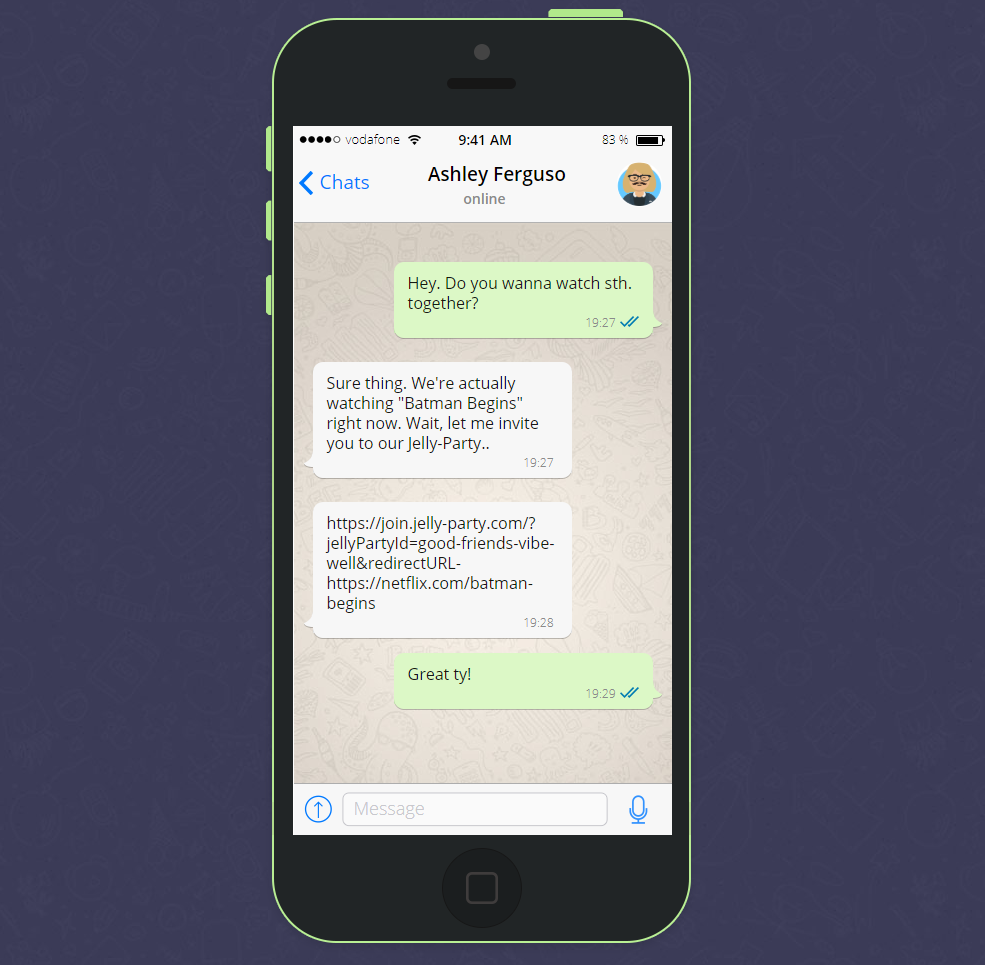 vodafone 9:41 AM 83 %
Chats
Ashley Ferguso
online
Hey. Do you wanna watch sth.
together?
19:27
Sure thing. We're actually
watching "Batman Begins"
right now. Wait, let me invite
you to our Jelly-Party..
19:27
https://join.jelly-party.com/?
jellyPartyId=good-friends-vibe-
well&redirectURL-
https://netflix.com/batman-
begins
19:28
Great ty!
19:29
Message